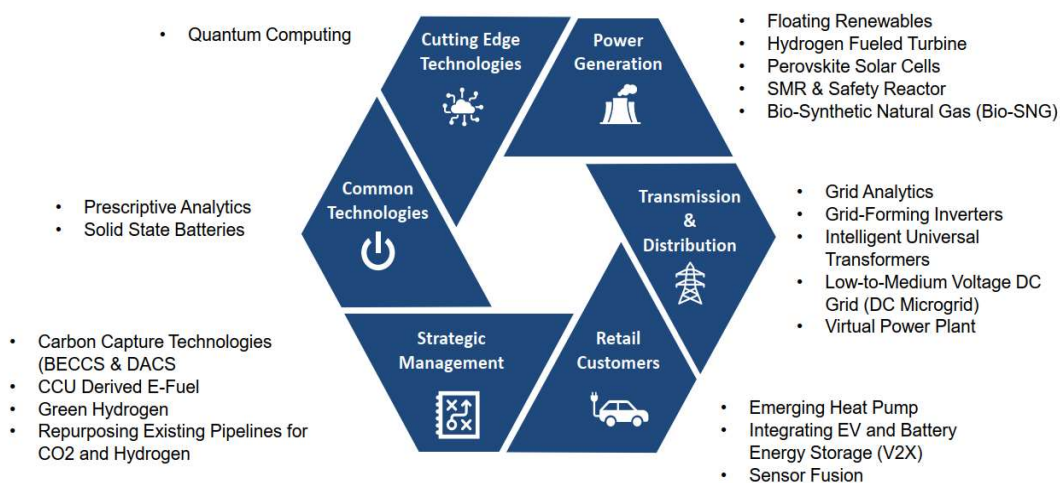 • Quantum Computing
Cutting Edge
Technologies
Power
Generation
• Floating Renewables
• Hydrogen Fueled Turbine
• Perovskite Solar Cells
• SMR & Safety Reactor
• Bio-Synthetic Natural Gas (Bio-SNG)
• Prescriptive Analytics
• Solid State Batteries
Common
Technologies
Transmission
&
Distribution
• Grid Analytics
• Grid-Forming Inverters
• Intelligent Universal
Transformers
• Low-to-Medium Voltage DC
Grid (DC Microgrid)
• Virtual Power Plant
• Carbon Capture Technologies
(BECCS & DACS
• CCU Derived E-Fuel
• Green Hydrogen
• Repurposing Existing Pipelines for
CO2 and Hydrogen
Strategic
Management
Retail
Customers
• Emerging Heat Pump
• Integrating EV and Battery
Energy Storage (V2X)
• Sensor Fusion